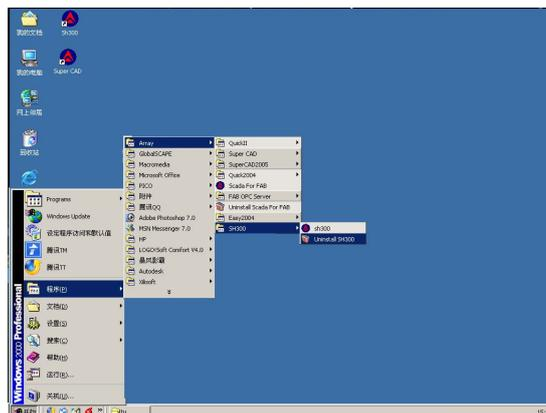 我的文档
Sh300
我的电脑
Super CAD
网上邻居
回收站
Array
GlobalSCAPE
Macromedia
Microsoft Office
PICO
附件
腾讯QQ
Adobe Photoshop 7.0
MSN Messenger 7.0
HP
LOGO!Soft Comfort V4.0
暴风影音
Autodesk
Xilisoft
QuickII
Super CAD
SuperCAD2005
Quick2004
Scada For FAB
FAB OPC Server
Uninstall Scada For FAB
Easy2004
SH300
sh300
Uninstall SH300
Programs
Windows Update
设定程序访问和默认值
腾讯TM
腾讯TT
程序(P)
文档(D)
设置(S)
搜索(C)
帮助(H)
运行(R)...
关机(U)...
Windows 2000 Professional
开始